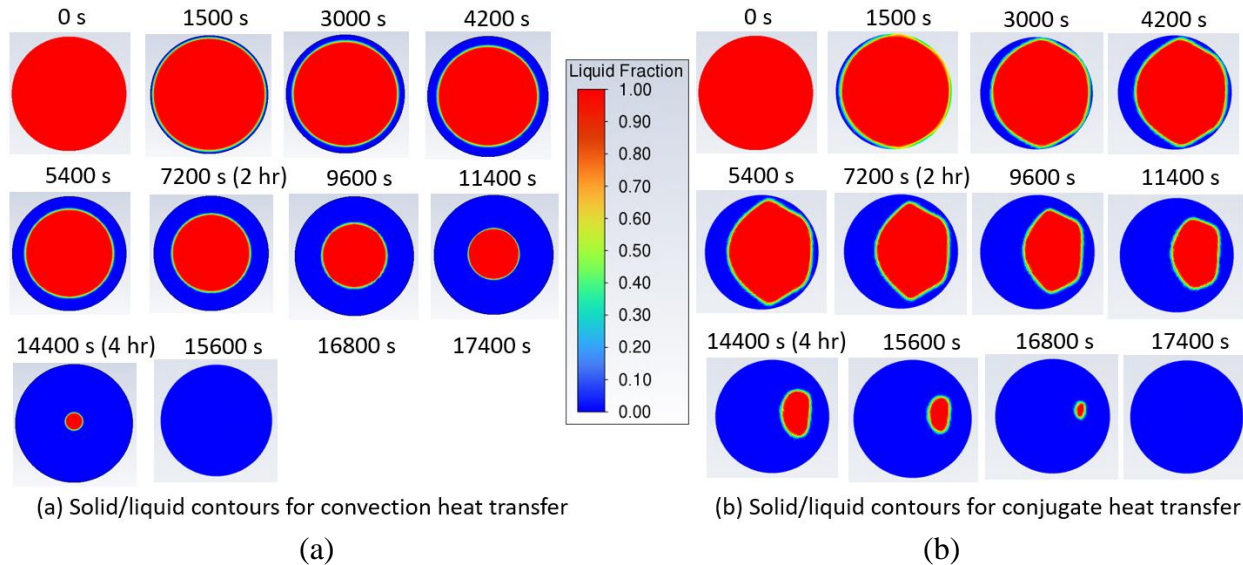 0 s 1500 s 3000 s 4200 s
5400 s 7200 s (2 hr) 9600 s 11400 s
14400 s (4 hr) 15600 s 16800 s 17400 s
(a) Solid/liquid contours for convection heat transfer
(a)
Liquid Fraction
1.00
0.90
0.80
0.70
0.60
0.50
0.40
0.30
0.20
0.10
0.00
0 s 1500 s 3000 s 4200 s
5400 s 7200 s (2 hr) 9600 s 11400 s
14400 s (4 hr) 15600 s 16800 s 17400 s
(b) Solid/liquid contours for conjugate heat transfer
(b)